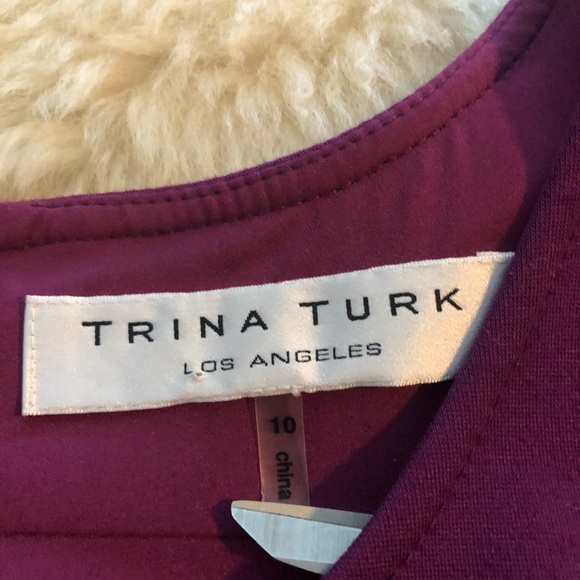 TRINA TURK
LOS ANGELES
10
china